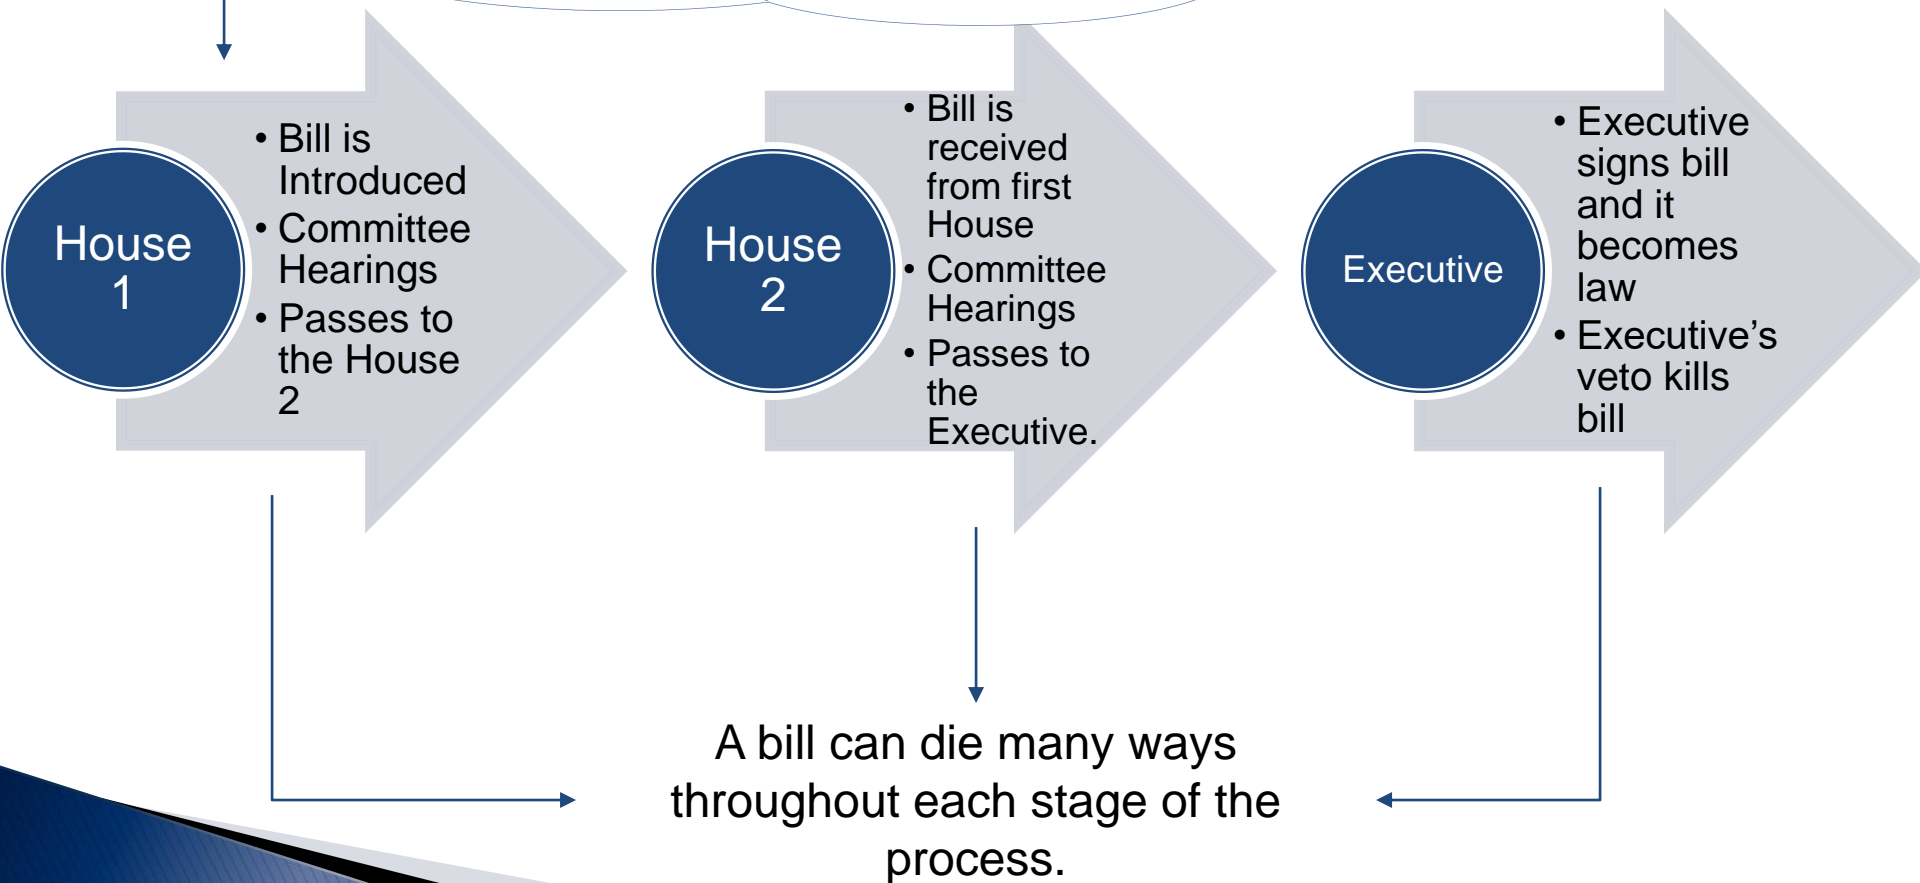 House
1
• Bill is
Introduced
• Committee
Hearings
• Passes to
the House
2
House
2
• Bill is
received
from first
House
• Committee
Hearings
• Passes to
the
Executive.
Executive
• Executive
signs bill
and it
becomes
law
• Executive’s
veto kills
bill
A bill can die many ways
throughout each stage of the
process.